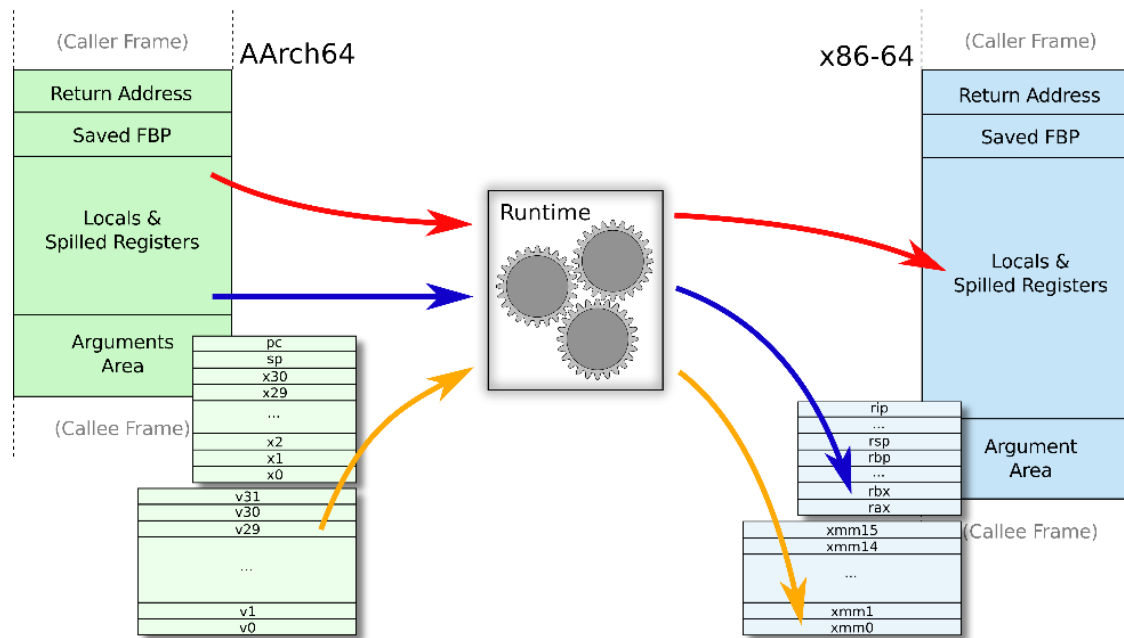 (Caller Frame)
AArch64
Return Address
Saved FBP
Locals &
Spilled Registers
Arguments
Area
(Callee Frame)
pc
sp
x30
x29
...
x2
x1
x0
v31
v30
v29
...
v1
v0
Runtime
x86-64
(Caller Frame)
Return Address
Saved FBP
Locals &
Spilled Registers
Argument
Area
(Callee Frame)
rip
...
rsp
rbp
...
rbx
rax
xmm15
xmm14
...
xmm1
xmm0